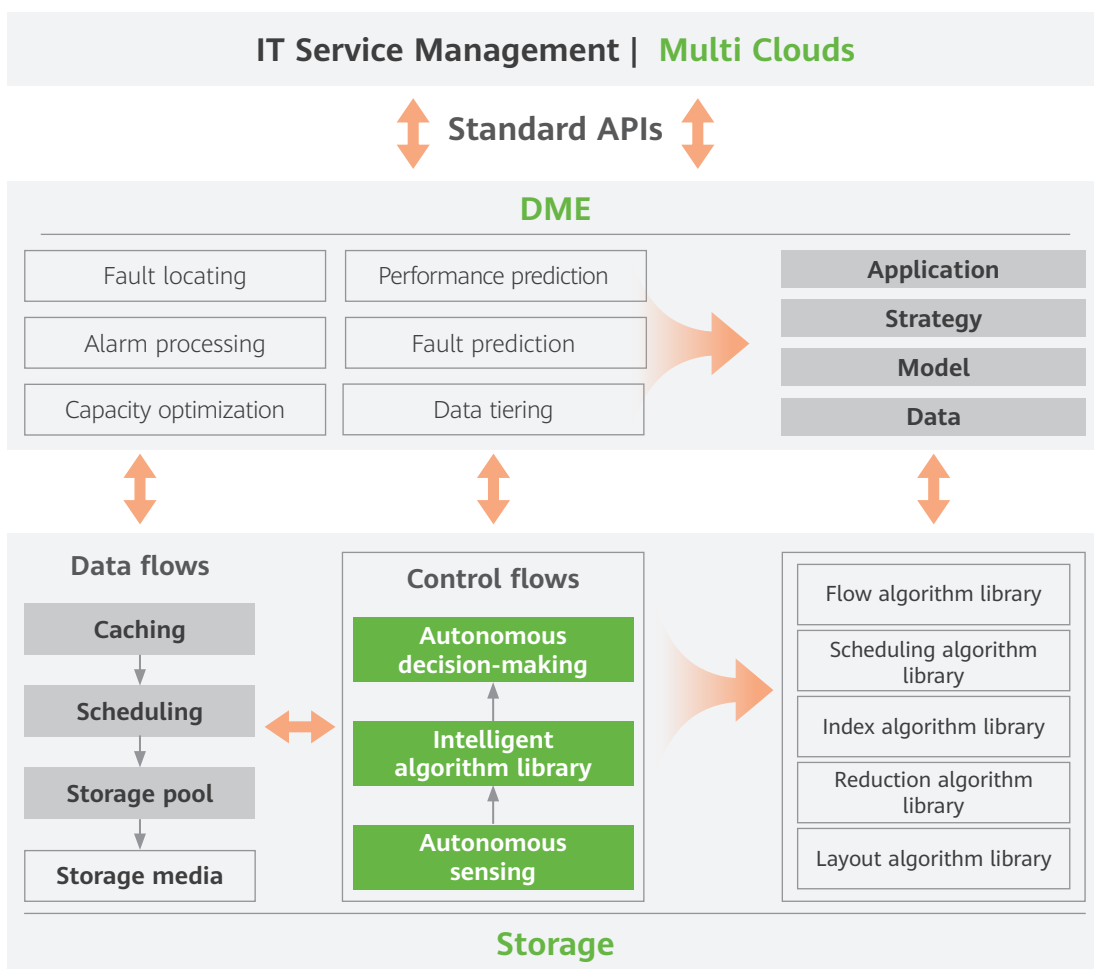 IT Service Management | Multi Clouds
Standard APIs
DME
Fault locating
Performance prediction
Alarm processing
Fault prediction
Capacity optimization
Data tiering
Application
Strategy
Model
Data
Data flows
Caching
Scheduling
Storage pool
Storage media
Control flows
Autonomous
decision-making
Intelligent
algorithm library
Autonomous
sensing
Flow algorithm library
Scheduling algorithm
library
Index algorithm library
Reduction algorithm
library
Layout algorithm library
Storage